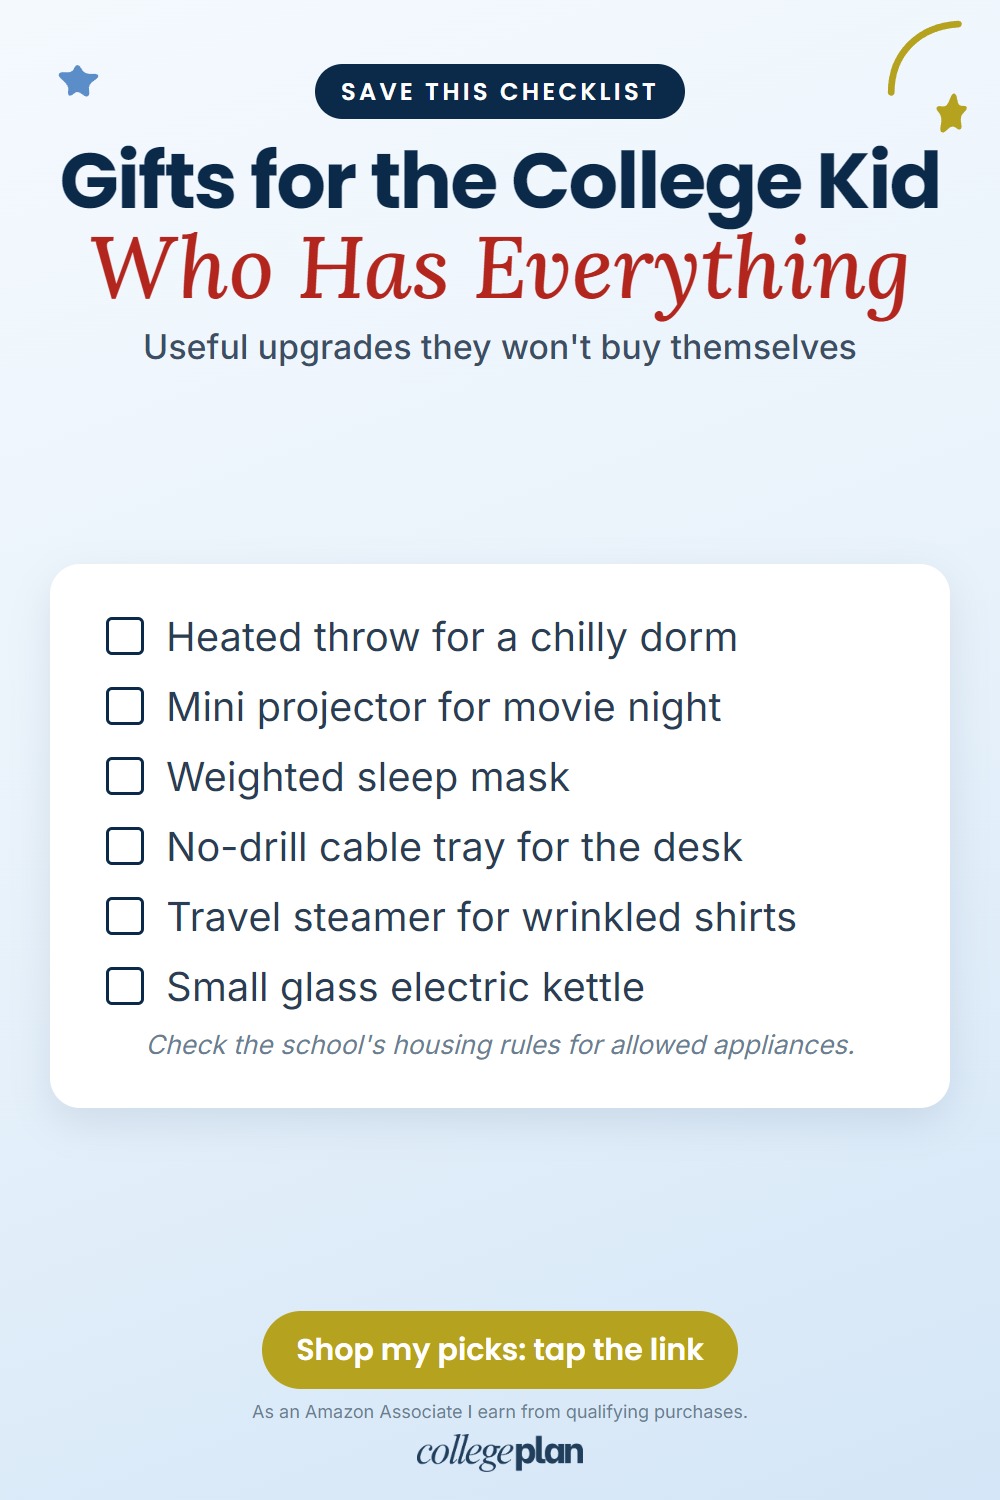 SAVE THIS CHECKLIST
Gifts for the College Kid
Who Has Everything
Useful upgrades they won't buy themselves
Heated throw for a chilly dorm
Mini projector for movie night
Weighted sleep mask
No-drill cable tray for the desk
Travel steamer for wrinkled shirts
Small glass electric kettle
Check the school's housing rules for allowed appliances.
Shop my picks: tap the link
As an Amazon Associate I earn from qualifying purchases.
collegeplan